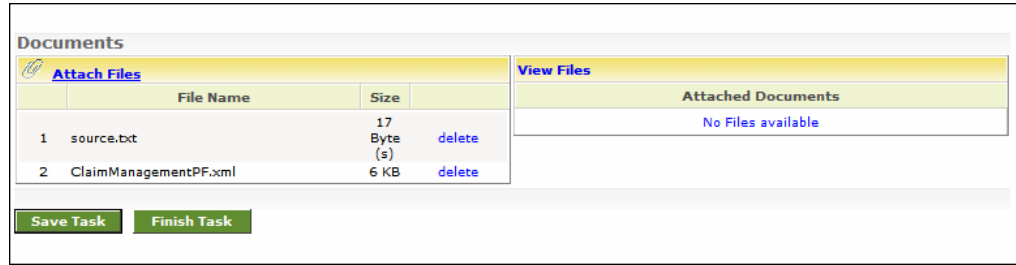 Documents
Attach Files
File Name Size
1 source.txt 17 Byte (s) delete
2 ClaimManagementPF.xml 6 KB delete
View Files
Attached Documents
No Files available
Save Task Finish Task